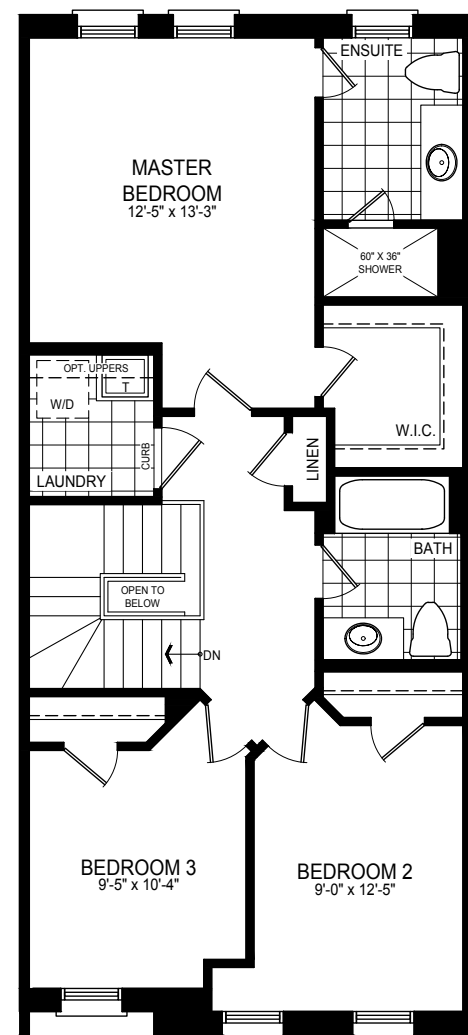 ENSUITE
MASTER
BEDROOM
12'-5" x 13'-3"
60" X 36"
SHOWER
OPT. UPPERS
T
W/D
CURB
LAUNDRY
LINEN
W.I.C.
BATH
OPEN TO
BELOW
DN
BEDROOM 3
9'-5" x 10'-4"
BEDROOM 2
9'-0" x 12'-5"